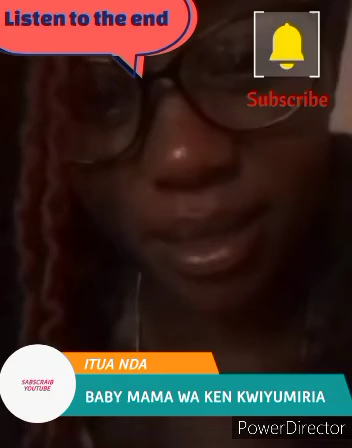 Listen to the end
Subscribe
ITUA NDA
SABSCRAIB
YOUTUBE
BABY MAMA WA KEN KWIYUMIRIA
PowerDirector